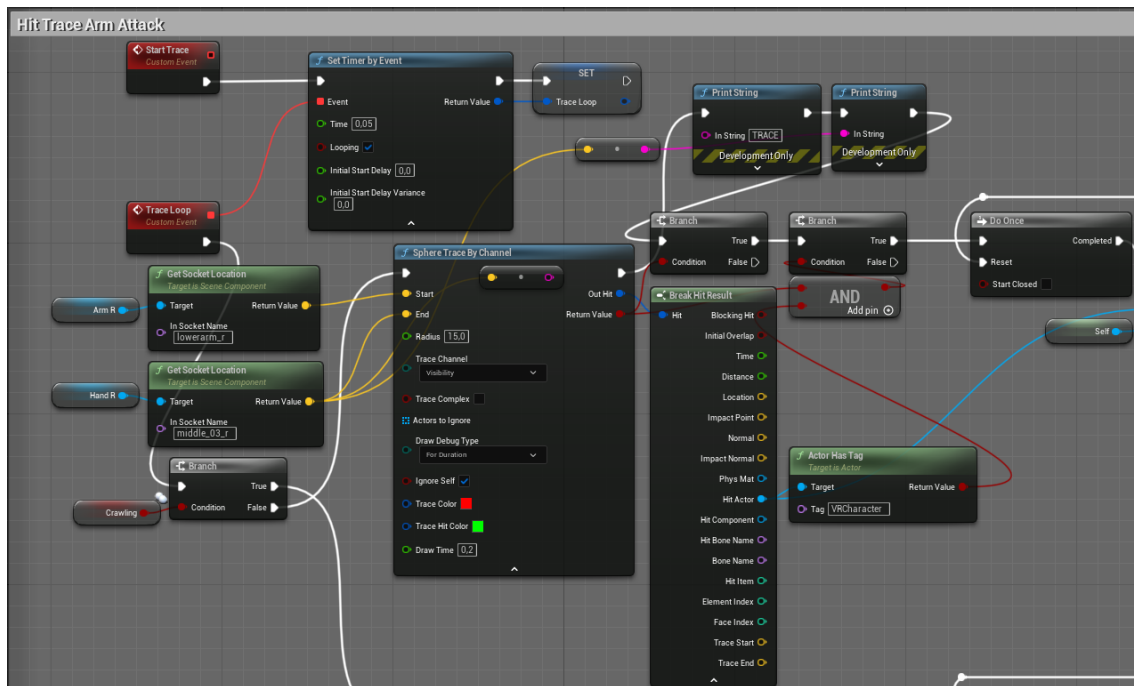 Hit Trace Arm Attack
Start Trace
Custom Event
Set Timer by Event
Event
Return Value
Time 0,05
Looping
Initial Start Delay 0,0
Initial Start Delay Variance
0,0
SET
Trace Loop
Print String
In String TRACE
Development Only
Print String
In String
Development Only
Trace Loop
Custom Event
Get Socket Location
Target is Scene Component
Target
Return Value
In Socket Name
lowerarm_r
Arm R
Get Socket Location
Target is Scene Component
Target
Return Value
In Socket Name
middle_03_r
Hand R
Branch
True
Condition
False
Crawling
Sphere Trace By Channel
Start
Out Hit
End
Return Value
Radius 15,0
Trace Channel
Visibility
Trace Complex
Actors to Ignore
Draw Debug Type
For Duration
Ignore Self
Trace Color
Trace Hit Color
Draw Time 0,2
Branch
True
Condition
False
Branch
True
Condition
False
Do Once
Completed
Reset
Start Closed
Break Hit Result
Hit
Blocking Hit
Initial Overlap
Time
Distance
Location
Impact Point
Normal
Impact Normal
Phys Mat
Hit Actor
Hit Component
Hit Bone Name
Bone Name
Hit Item
Element Index
Face Index
Trace Start
Trace End
AND
Add pin
Self
Actor Has Tag
Target is Actor
Target
Return Value
Tag VRCharacter